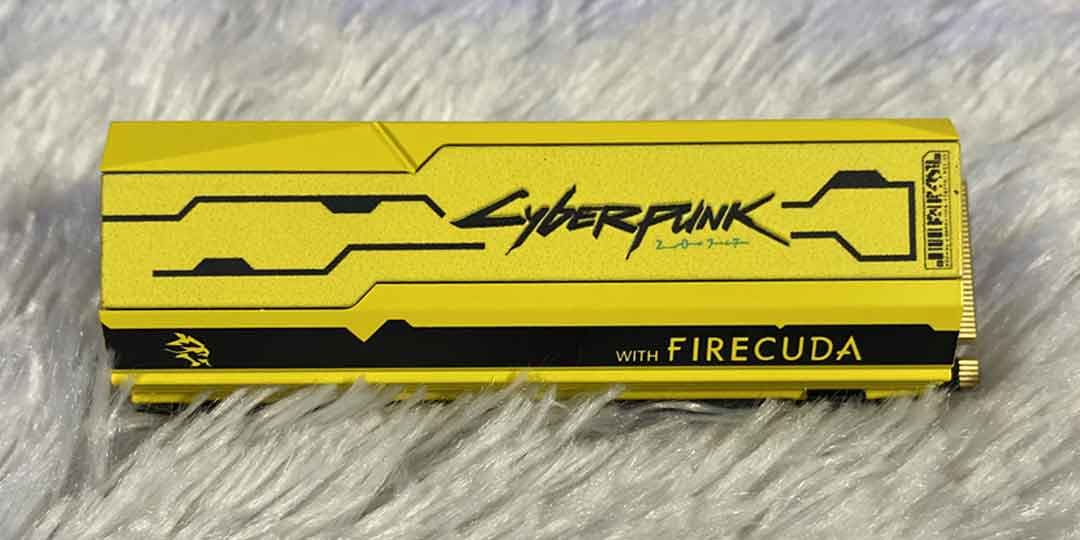 CYBERPUNK
2077
WITH FIRECUDA